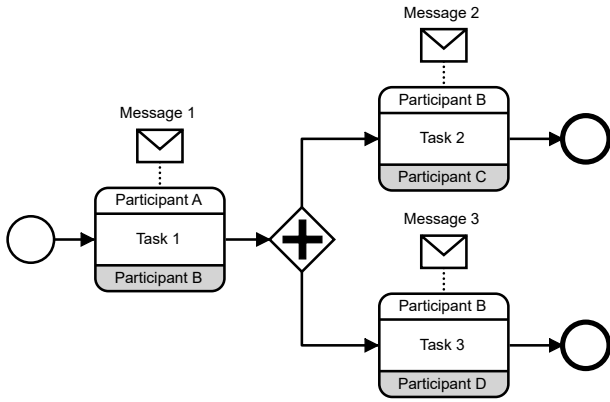 Message 1
Participant A
Task 1
Participant B
Message 2
Participant B
Task 2
Participant C
Message 3
Participant B
Task 3
Participant D